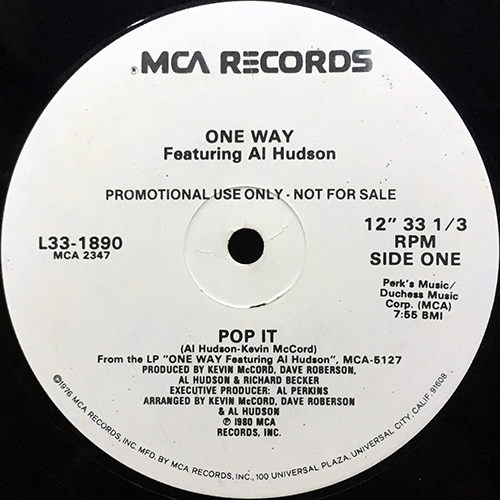 MCA RECORDS
ONE WAY
Featuring Al Hudson
PROMOTIONAL USE ONLY - NOT FOR SALE
L33-1890
MCA 2347
12" 33 1/3
RPM
SIDE ONE
Perk's Music/
Duchess Music
Corp. (MCA)
7:55 BMI
POP IT
(Al Hudson-Kevin McCord)
From the LP "ONE WAY Featuring Al Hudson", MCA-5127
PRODUCED BY KEVIN McCORD, DAVE ROBERSON,
AL HUDSON & RICHARD BECKER
EXECUTIVE PRODUCER: AL PERKINS
ARRANGED BY KEVIN McCORD, DAVE ROBERSON
& AL HUDSON
℗ 1980 MCA
RECORDS, INC.
©1976 MCA RECORDS, INC. MFD. BY MCA RECORDS, INC., 100 UNIVERSAL PLAZA, UNIVERSAL CITY, CALIF. 91608